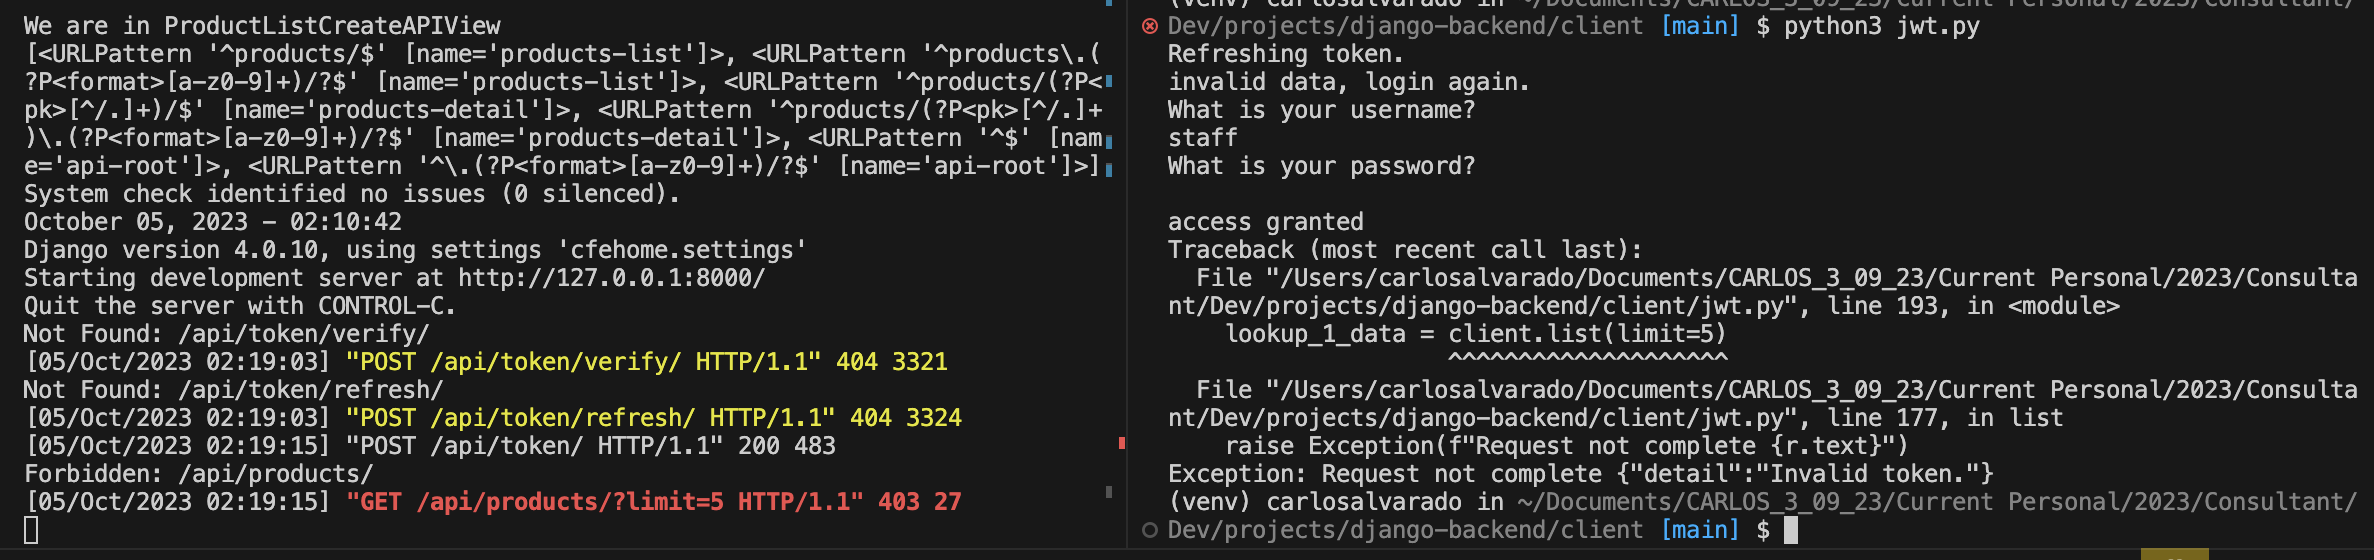 We are in ProductListCreateAPIView
[<URLPattern '^products/$' [name='products-list']>, <URLPattern '^products\.(
?P<format>[a-z0-9]+)/?$' [name='products-list']>, <URLPattern '^products/(?P<
pk>[^/.]+)/$' [name='products-detail']>, <URLPattern '^products/(?P<pk>[^/.]+
)\.(?P<format>[a-z0-9]+)/?$' [name='products-detail']>, <URLPattern '^$' [nam
e='api-root']>, <URLPattern '^\.(?P<format>[a-z0-9]+)/?$' [name='api-root']>]
System check identified no issues (0 silenced).
October 05, 2023 - 02:10:42
Django version 4.0.10, using settings 'cfehome.settings'
Starting development server at http://127.0.0.1:8000/
Quit the server with CONTROL-C.
Not Found: /api/token/verify/
[05/Oct/2023 02:19:03] "POST /api/token/verify/ HTTP/1.1" 404 3321
Not Found: /api/token/refresh/
[05/Oct/2023 02:19:03] "POST /api/token/refresh/ HTTP/1.1" 404 3324
[05/Oct/2023 02:19:15] "POST /api/token/ HTTP/1.1" 200 483
Forbidden: /api/products/
[05/Oct/2023 02:19:15] "GET /api/products/?limit=5 HTTP/1.1" 403 27
(venv) carlosalvarado in ~/Documents/CARLOS_3_09_23/Current Personal/2023/Consultant/
Dev/projects/django-backend/client [main] $ python3 jwt.py
Refreshing token.
invalid data, login again.
What is your username?
staff
What is your password?
access granted
Traceback (most recent call last):
  File "/Users/carlosalvarado/Documents/CARLOS_3_09_23/Current Personal/2023/Consulta
nt/Dev/projects/django-backend/client/jwt.py", line 193, in <module>
    lookup_1_data = client.list(limit=5)
                    ^^^^^^^^^^^^^^^^^^^^
  File "/Users/carlosalvarado/Documents/CARLOS_3_09_23/Current Personal/2023/Consulta
nt/Dev/projects/django-backend/client/jwt.py", line 177, in list
    raise Exception(f"Request not complete {r.text}")
Exception: Request not complete {"detail":"Invalid token."}
(venv) carlosalvarado in ~/Documents/CARLOS_3_09_23/Current Personal/2023/Consultant/
Dev/projects/django-backend/client [main] $